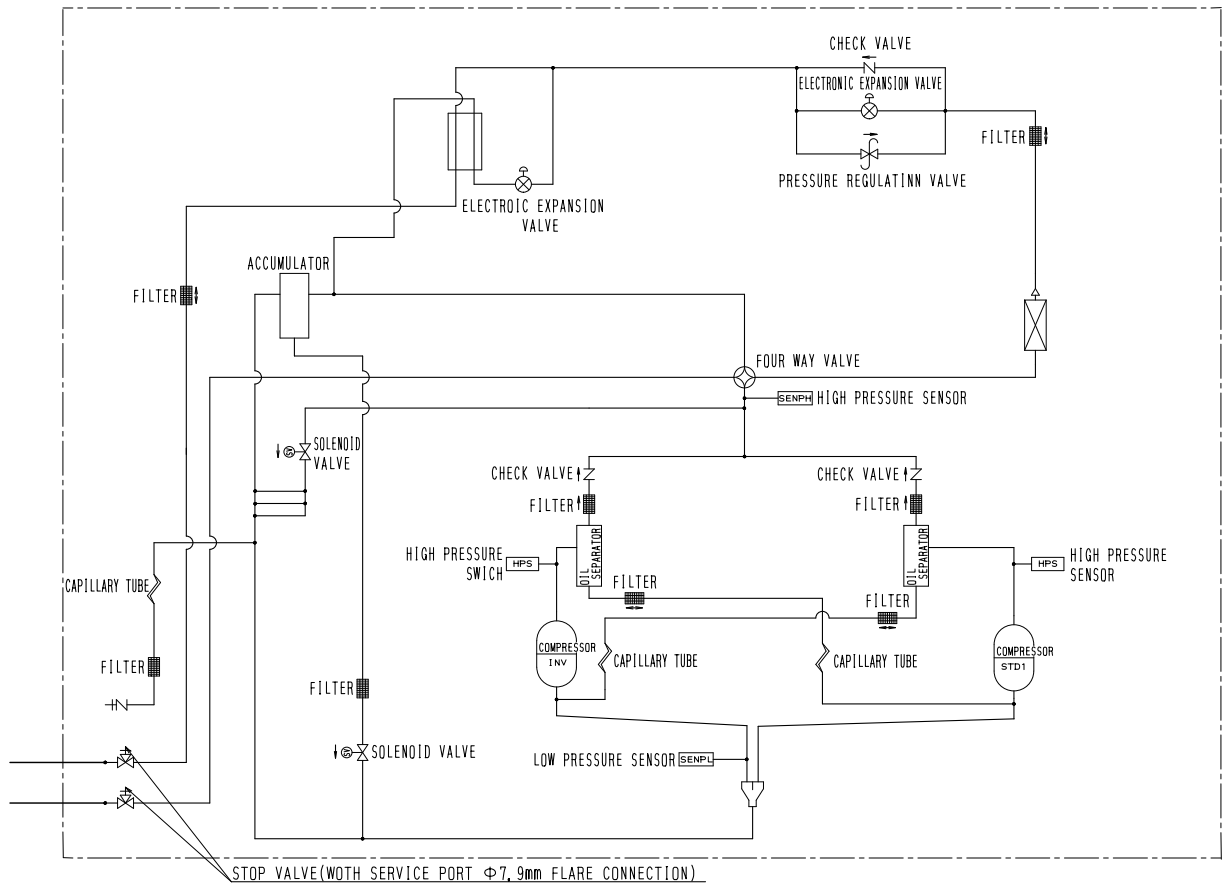 CHECK VALVE
ELECTRONIC EXPANSION VALVE
FILTER
PRESSURE REGULATINN VALVE
ELECTROIC EXPANSION
VALVE
ACCUMULATOR
FILTER
FOUR WAY VALVE
SENPH HIGH PRESSURE SENSOR
SOLENOID
VALVE
SV
CHECK VALVE
CHECK VALVE
FILTER
FILTER
HIGH PRESSURE
SWICH
HPS
OIL
SEPARATOR
OIL
SEPARATOR
HPS
HIGH PRESSURE
SENSOR
CAPILLARY TUBE
FILTER
FILTER
COMPRESSOR
INV
CAPILLARY TUBE
CAPILLARY TUBE
COMPRESSOR
STD1
FILTER
FILTER
SV
SOLENOID VALVE
LOW PRESSURE SENSOR SENPL
STOP VALVE(WOTH SERVICE PORT Φ7.9mm FLARE CONNECTION)